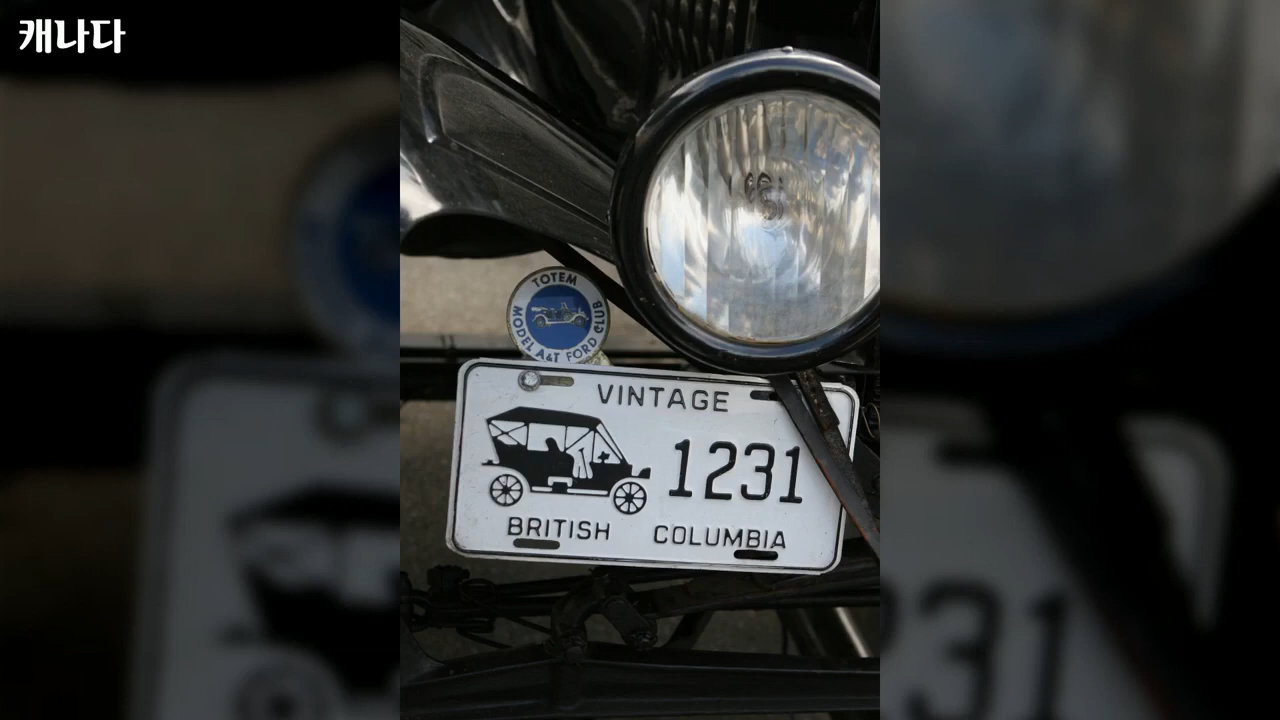 캐나다
TOTEM
MODEL A&T FORD CLUB
VINTAGE
1231
BRITISH COLUMBIA